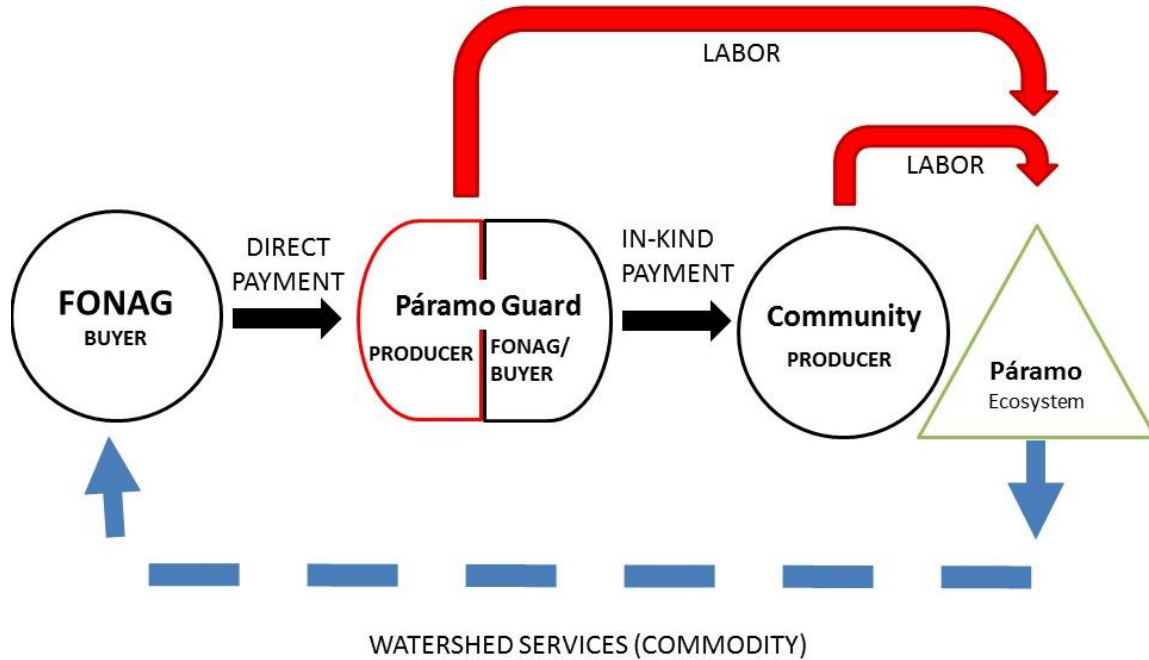 LABOR
LABOR
DIRECT
PAYMENT
IN-KIND
PAYMENT
FONAG
BUYER
Páramo Guard
PRODUCER
FONAG/
BUYER
Community
PRODUCER
Páramo
Ecosystem
WATERSHED SERVICES (COMMODITY)